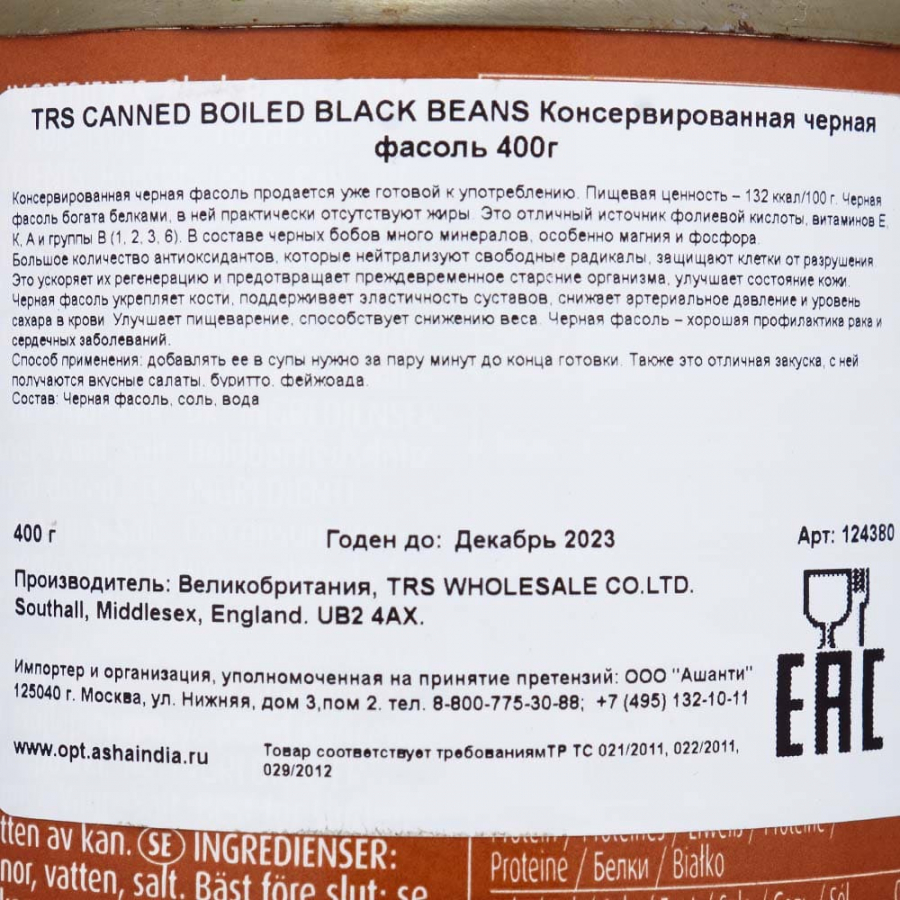 TRS CANNED BOILED BLACK BEANS Консервированная черная
фасоль 400г
Консервированная черная фасоль продается уже готовой к употреблению. Пищевая ценность – 132 ккал/100 г. Черная
фасоль богата белками, в ней практически отсутствуют жиры. Это отличный источник фолиевой кислоты, витаминов Е,
К, А и группы В (1, 2, 3, 6). В составе черных бобов много минералов, особенно магния и фосфора.
Большое количество антиоксидантов, которые нейтрализуют свободные радикалы, защищают клетки от разрушения.
Это ускоряет их регенерацию и предотвращает преждевременное старение организма, улучшает состояние кожи.
Черная фасоль укрепляет кости, поддерживает эластичность суставов, снижает артериальное давление и уровень
сахара в крови. Улучшает пищеварение, способствует снижению веса. Черная фасоль – хорошая профилактика рака и
сердечных заболеваний.
Способ применения: добавлять ее в супы нужно за пару минут до конца готовки. Также это отличная закуска, с ней
получаются вкусные салаты, буритто, фейжоада.
Состав: Черная фасоль, соль, вода
400 г Годен до: Декабрь 2023 Арт: 124380
Производитель: Великобритания, TRS WHOLESALE CO.LTD.
Southall, Middlesex, England. UB2 4AX.
Импортер и организация, уполномоченная на принятие претензий: ООО "Ашанти"
125040 г. Москва, ул. Нижняя, дом 3,пом 2. тел. 8-800-775-30-88; +7 (495) 132-10-11
EAC
www.opt.ashaindia.ru Товар соответствует требованиямТР ТС 021/2011, 022/2011,
029/2012
tten av kan. SE INGREDIENSER:
nor, vatten, salt. Bäst före slut: se
Proteine / Белки / Białko